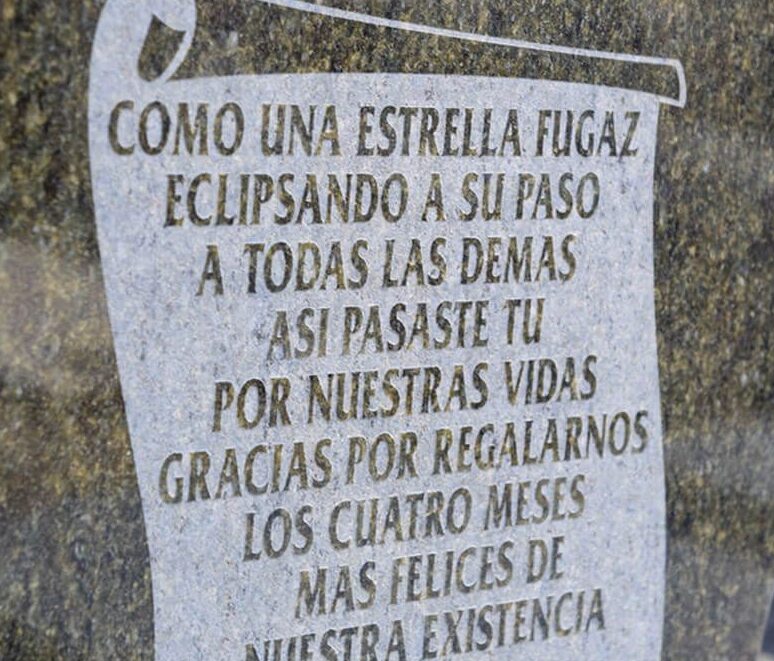 COMO UNA ESTRELLA FUGAZ
ECLIPSANDO A SU PASO
A TODAS LAS DEMAS
ASI PASASTE TU
POR NUESTRAS VIDAS
GRACIAS POR REGALARNOS
LOS CUATRO MESES
MAS FELICES DE
NUESTRA EXISTENCIA